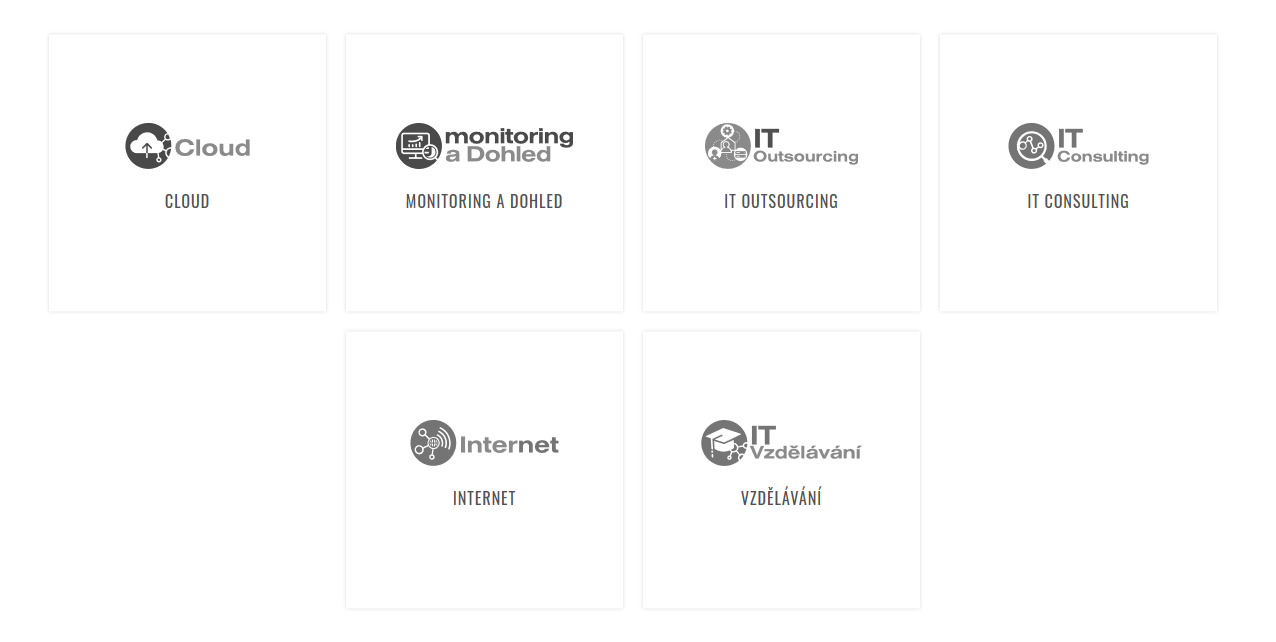 Cloud
CLOUD
monitoring
a Dohled
MONITORING A DOHLED
IT
Outsourcing
IT OUTSOURCING
IT
Consulting
IT CONSULTING
Internet
INTERNET
IT
Vzdělávání
VZDĚLÁVÁNÍ